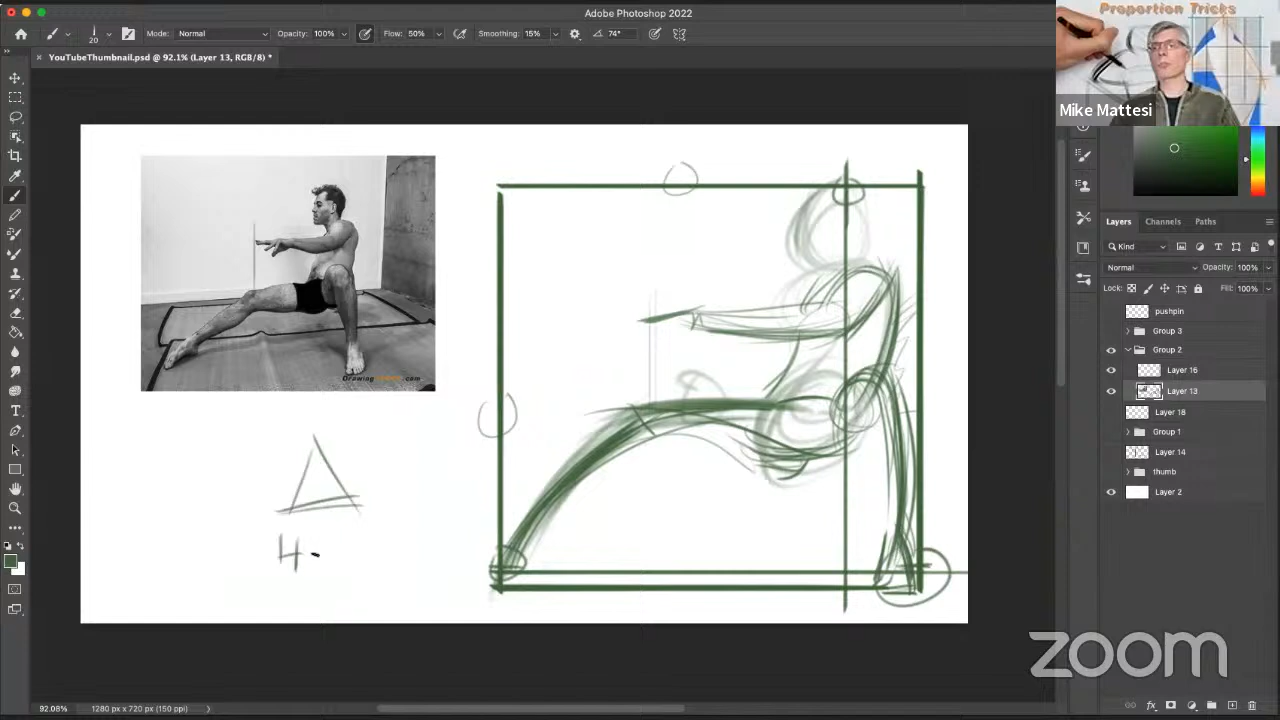 Adobe Photoshop 2022
Proportion Tricks
20
Mode: Normal
Opacity: 100%
Flow: 50%
Smoothing: 15%
74°
YouTubeThumbnail.psd @ 92.1% (Layer 13, RGB/8) *
Mike Mattesi
4
Layers Channels Paths
Kind
Normal
Opacity: 100%
Lock:
Fill: 100%
pushpin
Group 3
Group 2
Layer 16
Layer 13
Layer 18
Group 1
Layer 14
thumb
Layer 2
zoom
92.08%
1280 px x 720 px (150 ppi)